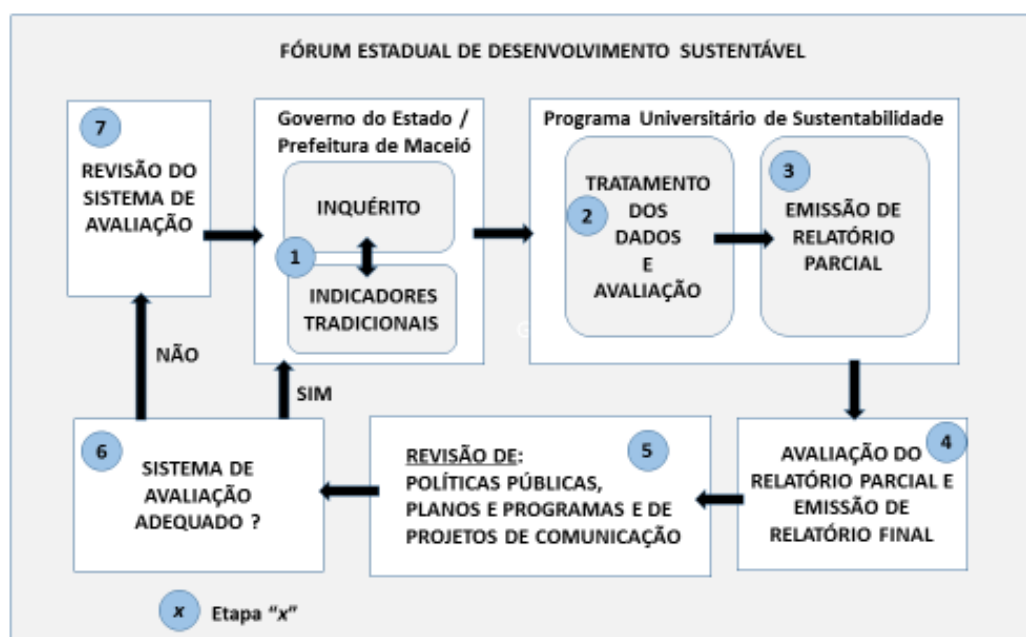 FÓRUM ESTADUAL DE DESENVOLVIMENTO SUSTENTÁVEL
7
REVISÃO DO
SISTEMA DE
AVALIAÇÃO
Governo do Estado /
Prefeitura de Maceió
INQUÉRITO
1
INDICADORES
TRADICIONAIS
Programa Universitário de Sustentabilidade
2
TRATAMENTO
DOS
DADOS
E
AVALIAÇÃO
3
EMISSÃO DE
RELATÓRIO
PARCIAL
4
AVALIAÇÃO DO
RELATÓRIO PARCIAL E
EMISSÃO DE
RELATÓRIO FINAL
5
REVISÃO DE:
POLÍTICAS PÚBLICAS,
PLANOS E PROGRAMAS E DE
PROJETOS DE COMUNICAÇÃO
6
SISTEMA DE
AVALIAÇÃO
ADEQUADO ?
NÃO
SIM
x Etapa “x”